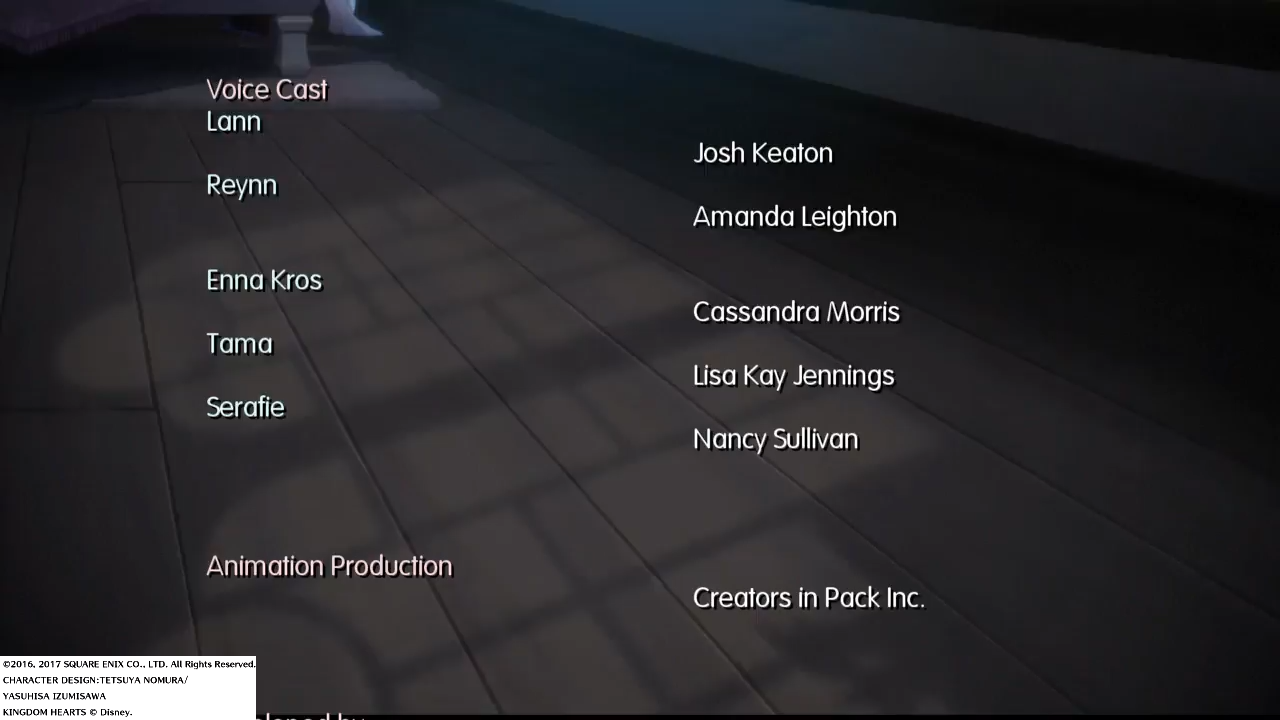 Voice Cast
Lann
Josh Keaton
Reynn
Amanda Leighton
Enna Kros
Cassandra Morris
Tama
Lisa Kay Jennings
Serafie
Nancy Sullivan
Animation Production
Creators in Pack Inc.
©2016, 2017 SQUARE ENIX CO., LTD. All Rights Reserved.
CHARACTER DESIGN:TETSUYA NOMURA/
YASUHISA IZUMISAWA
KINGDOM HEARTS © Disney.